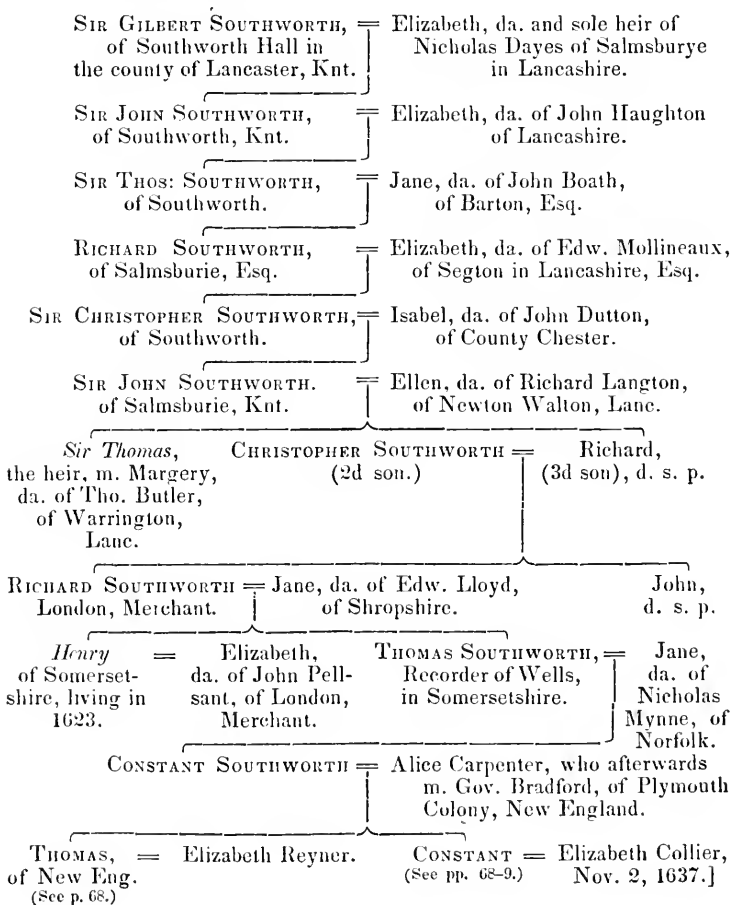 Sir Gilbert Southworth, = Elizabeth, da. and sole heir of
of Southworth Hall in Nicholas Dayes of Salmsburye
the county of Lancaster, Knt. in Lancashire.
Sir John Southworth, = Elizabeth, da. of John Haughton
of Southworth, Knt. of Lancashire.
Sir Thos: Southworth, = Jane, da. of John Boath,
of Southworth. of Barton, Esq.
Richard Southworth, = Elizabeth, da. of Edw. Mollineaux,
of Salmsburie, Esq. of Segton in Lancashire, Esq.
Sir Christopher Southworth, = Isabel, da. of John Dutton,
of Southworth. of County Chester.
Sir John Southworth. = Ellen, da. of Richard Langton,
of Salmsburie, Knt. of Newton Walton, Lanc.
Sir Thomas, Christopher Southworth = Richard,
the heir, m. Margery, (2d son.) (3d son), d. s. p.
da. of Tho. Butler,
of Warrington,
Lanc.
Richard Southworth = Jane, da. of Edw. Lloyd, John,
London, Merchant. of Shropshire. d. s. p.
Henry = Elizabeth, Thomas Southworth, = Jane,
of Somerset- da. of John Pell- Recorder of Wells, da. of
shire, living in sant, of London, in Somersetshire. Nicholas
1623. Merchant. Mynne, of
Norfolk.
Constant Southworth = Alice Carpenter, who afterwards
m. Gov. Bradford, of Plymouth
Colony, New England.
Thomas, = Elizabeth Reyner. Constant = Elizabeth Collier,
of New Eng. (See pp. 68–9.) Nov. 2, 1637.]
(See p. 68.)